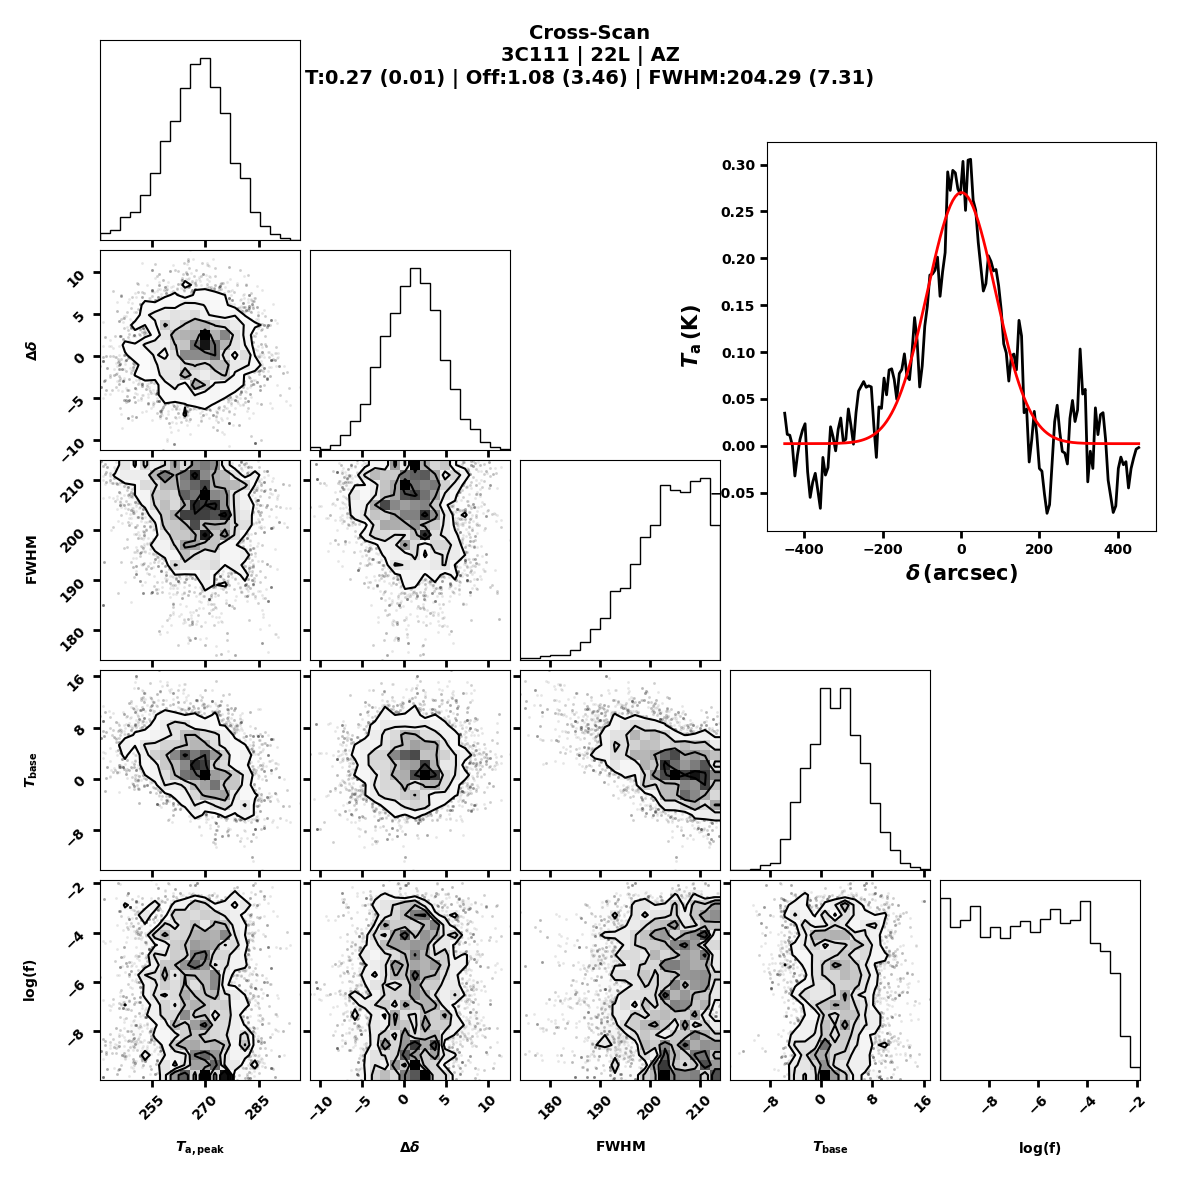 Cross-Scan
3C111 | 22L | AZ
T:0.27 (0.01) | Off:1.08 (3.46) | FWHM:204.29 (7.31)
0.30
0.25
0.20
0.15
0.10
0.05
0.00
0.05
Tₐ (K)
−400 −200 0 200 400
δ (arcsec)
10
5
0
−5
−10
Δδ
210
200
190
180
FWHM
16
8
0
−8
T_base
−2
−4
−6
−8
log(f)
255 270 285 −10 −5 0 5 10 180 190 200 210 −8 0 8 16 −8 −6 −4 −2
T_a,peak Δδ FWHM T_base log(f)